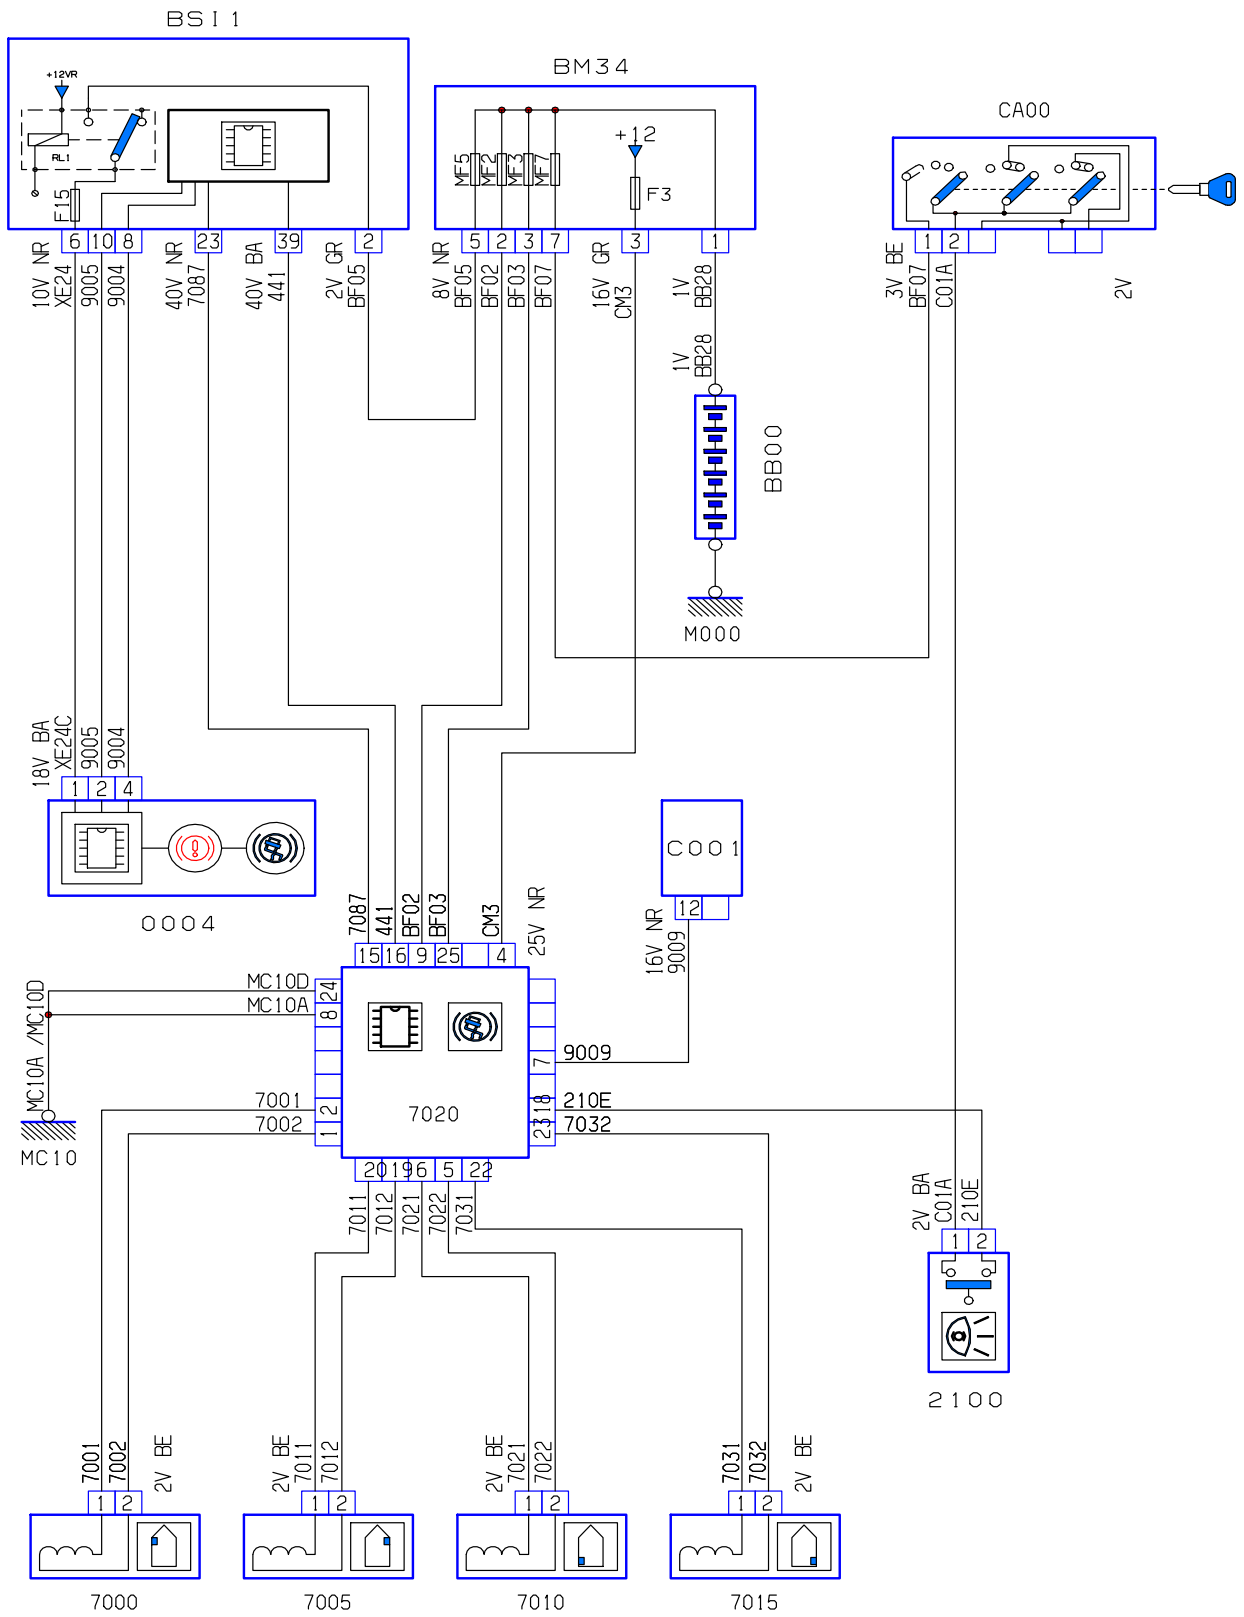 BSI1
BM34
CA00
+12VR
RL1
F15
MF5
MF2
MF3
MF7
+12
F3
6 10 8 23 39 2
5 2 3 7 3 1
1 2
10V NR
XE24
9005
9004
40V NR
7087
40V BA
441
2V GR
BF05
8V NR
BF05
BF02
BF03
BF07
16V GR
CM3
1V
BB28
3V BE
BF07
C01A
2V
1V
BB28
BB00
M000
18V BA
XE24C
9005
9004
1 2 4
0004
C001
12
16V NR
9009
7087
441
BF02
BF03
CM3
25V NR
15 16 9 25 4
MC10D
MC10A
24
8
MC10A /MC10D
MC10
7001
7002
2
1
7020
7
9009
18
210E
23
7032
20 19 6 5 22
7011
7012
7021
7022
7031
2V BA
C01A
210E
1 2
2100
7001
7002
2V BE
2V BE
7011
7012
2V BE
7021
7022
7031
7032
2V BE
1 2
1 2
1 2
1 2
7000
7005
7010
7015